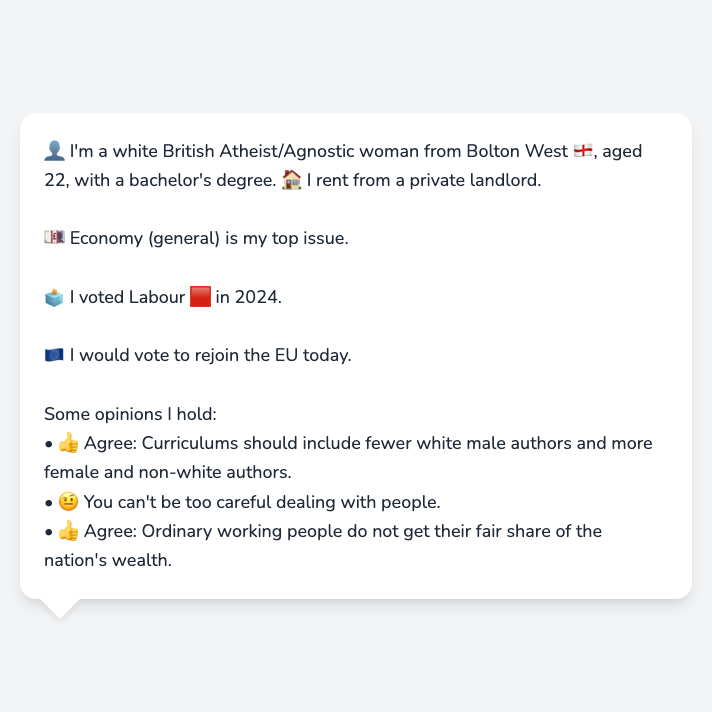 👤 I'm a white British Atheist/Agnostic woman from Bolton West 🏴󠁧󠁢󠁥󠁮󠁧󠁿, aged
22, with a bachelor's degree. 🏠 I rent from a private landlord.
💷 Economy (general) is my top issue.
🗳️ I voted Labour 🟥 in 2024.
🇪🇺 I would vote to rejoin the EU today.
Some opinions I hold:
• 👍 Agree: Curriculums should include fewer white male authors and more
female and non-white authors.
• 🤨 You can't be too careful dealing with people.
• 👍 Agree: Ordinary working people do not get their fair share of the
nation's wealth.